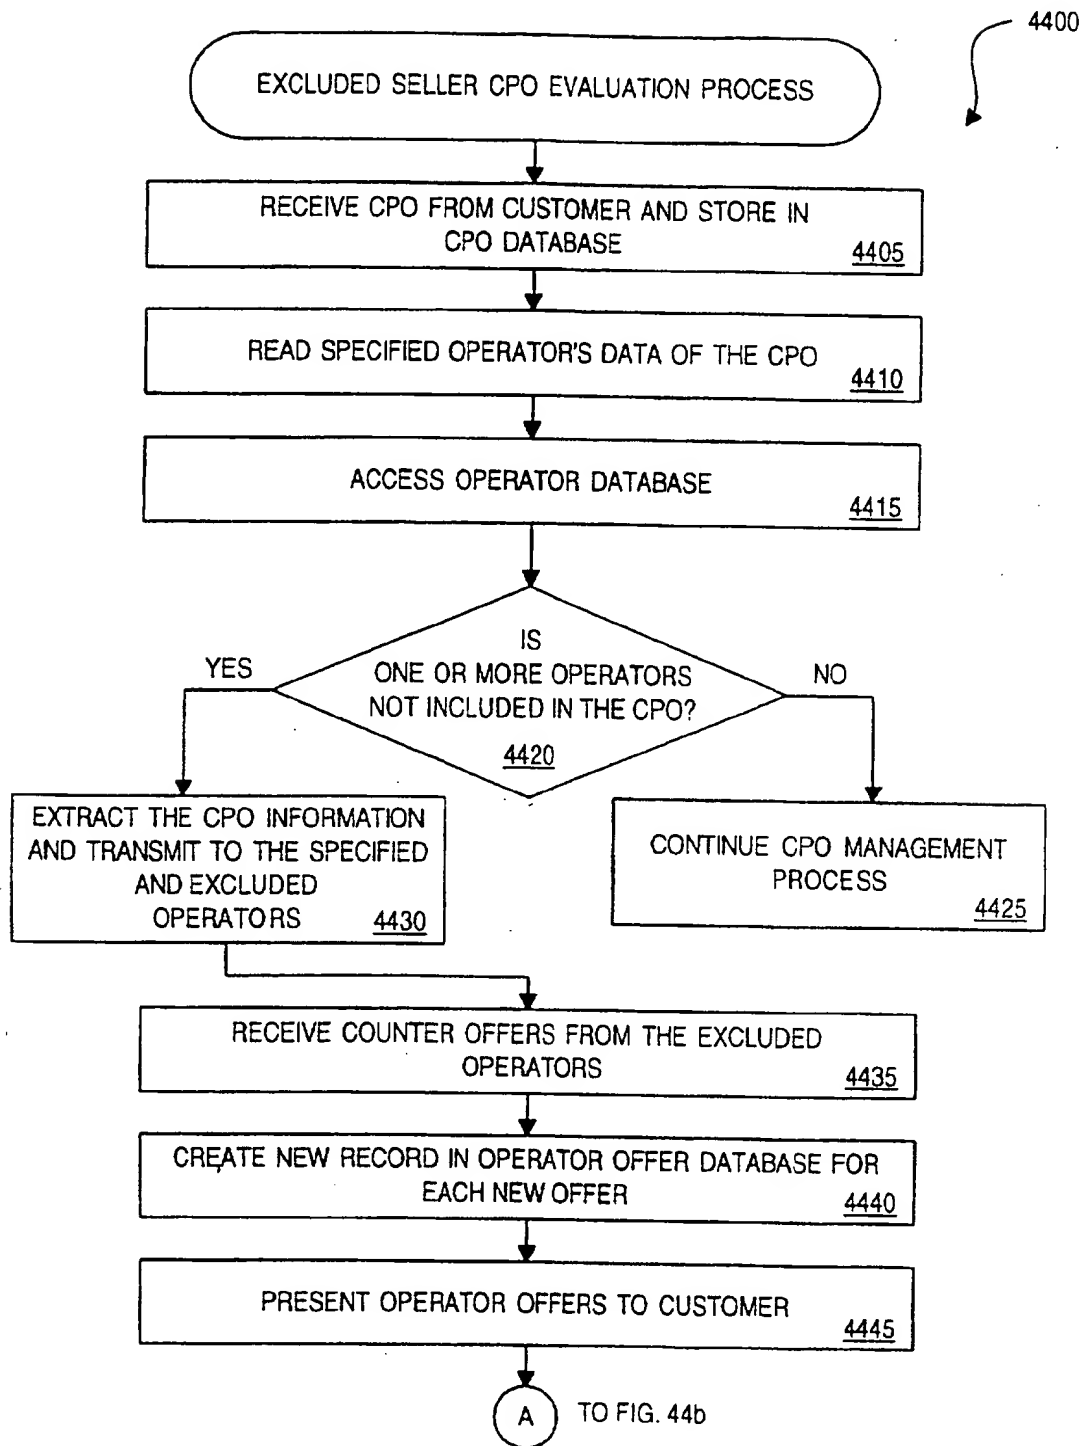 4400
EXCLUDED SELLER CPO EVALUATION PROCESS
RECEIVE CPO FROM CUSTOMER AND STORE IN
CPO DATABASE
4405
READ SPECIFIED OPERATOR'S DATA OF THE CPO
4410
ACCESS OPERATOR DATABASE
4415
IS
ONE OR MORE OPERATORS
NOT INCLUDED IN THE CPO?
4420
YES
NO
EXTRACT THE CPO INFORMATION
AND TRANSMIT TO THE SPECIFIED
AND EXCLUDED
OPERATORS
4430
CONTINUE CPO MANAGEMENT
PROCESS
4425
RECEIVE COUNTER OFFERS FROM THE EXCLUDED
OPERATORS
4435
CREATE NEW RECORD IN OPERATOR OFFER DATABASE FOR
EACH NEW OFFER
4440
PRESENT OPERATOR OFFERS TO CUSTOMER
4445
A
TO FIG. 44b